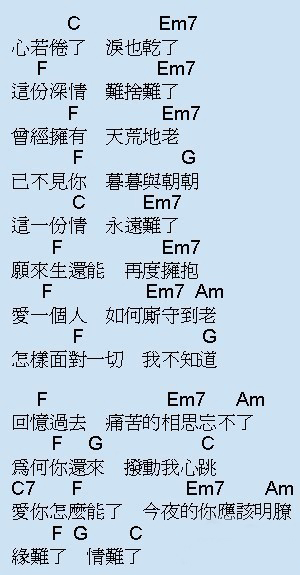 C Em7
心若倦了 淚也乾了
F Em7
這份深情 難捨難了
F Em7
曾經擁有 天荒地老
F G
已不見你 暮暮與朝朝
C Em7
這一份情 永遠難了
F Em7
願來生還能 再度擁抱
F Em7 Am
愛一個人 如何廝守到老
F G
怎樣面對一切 我不知道
F Em7 Am
回憶過去 痛苦的相思忘不了
F G C
為何你還來 撥動我心跳
C7 F Em7 Am
愛你怎麼能了 今夜的你應該明瞭
F G C
緣難了 情難了